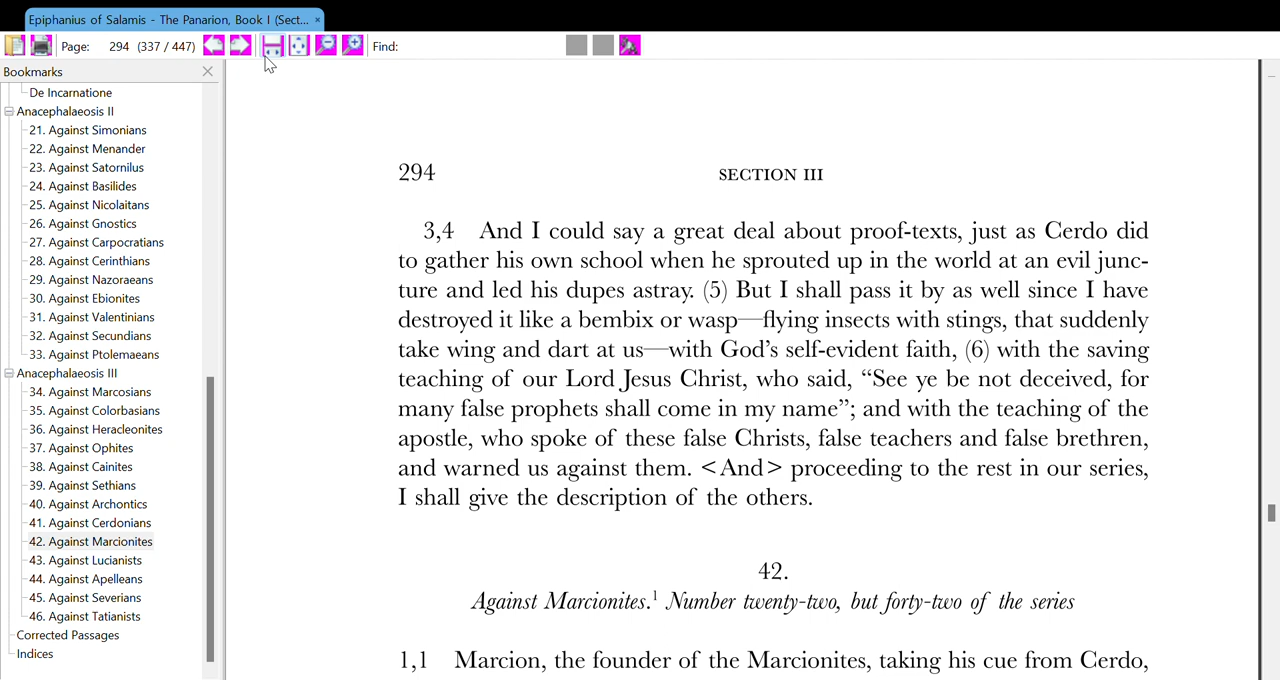 Epiphanius of Salamis - The Panarion, Book I (Sect... ×
Page: 294 (337 / 447) Find:
Bookmarks
De Incarnatione
Anacephalaeosis II
21. Against Simonians
22. Against Menander
23. Against Satornilus
24. Against Basilides
25. Against Nicolaitans
26. Against Gnostics
27. Against Carpocratians
28. Against Cerinthians
29. Against Nazoraeans
30. Against Ebionites
31. Against Valentinians
32. Against Secundians
33. Against Ptolemaeans
Anacephalaeosis III
34. Against Marcosians
35. Against Colorbasians
36. Against Heracleonites
37. Against Ophites
38. Against Cainites
39. Against Sethians
40. Against Archontics
41. Against Cerdonians
42. Against Marcionites
43. Against Lucianists
44. Against Apelleans
45. Against Severians
46. Against Tatianists
Corrected Passages
Indices
294 SECTION III
3,4 And I could say a great deal about proof-texts, just as Cerdo did
to gather his own school when he sprouted up in the world at an evil junc-
ture and led his dupes astray. (5) But I shall pass it by as well since I have
destroyed it like a bembix or wasp—flying insects with stings, that suddenly
take wing and dart at us—with God's self-evident faith, (6) with the saving
teaching of our Lord Jesus Christ, who said, “See ye be not deceived, for
many false prophets shall come in my name”; and with the teaching of the
apostle, who spoke of these false Christs, false teachers and false brethren,
and warned us against them. <And> proceeding to the rest in our series,
I shall give the description of the others.
42.
Against Marcionites.¹ Number twenty-two, but forty-two of the series
1,1 Marcion, the founder of the Marcionites, taking his cue from Cerdo,